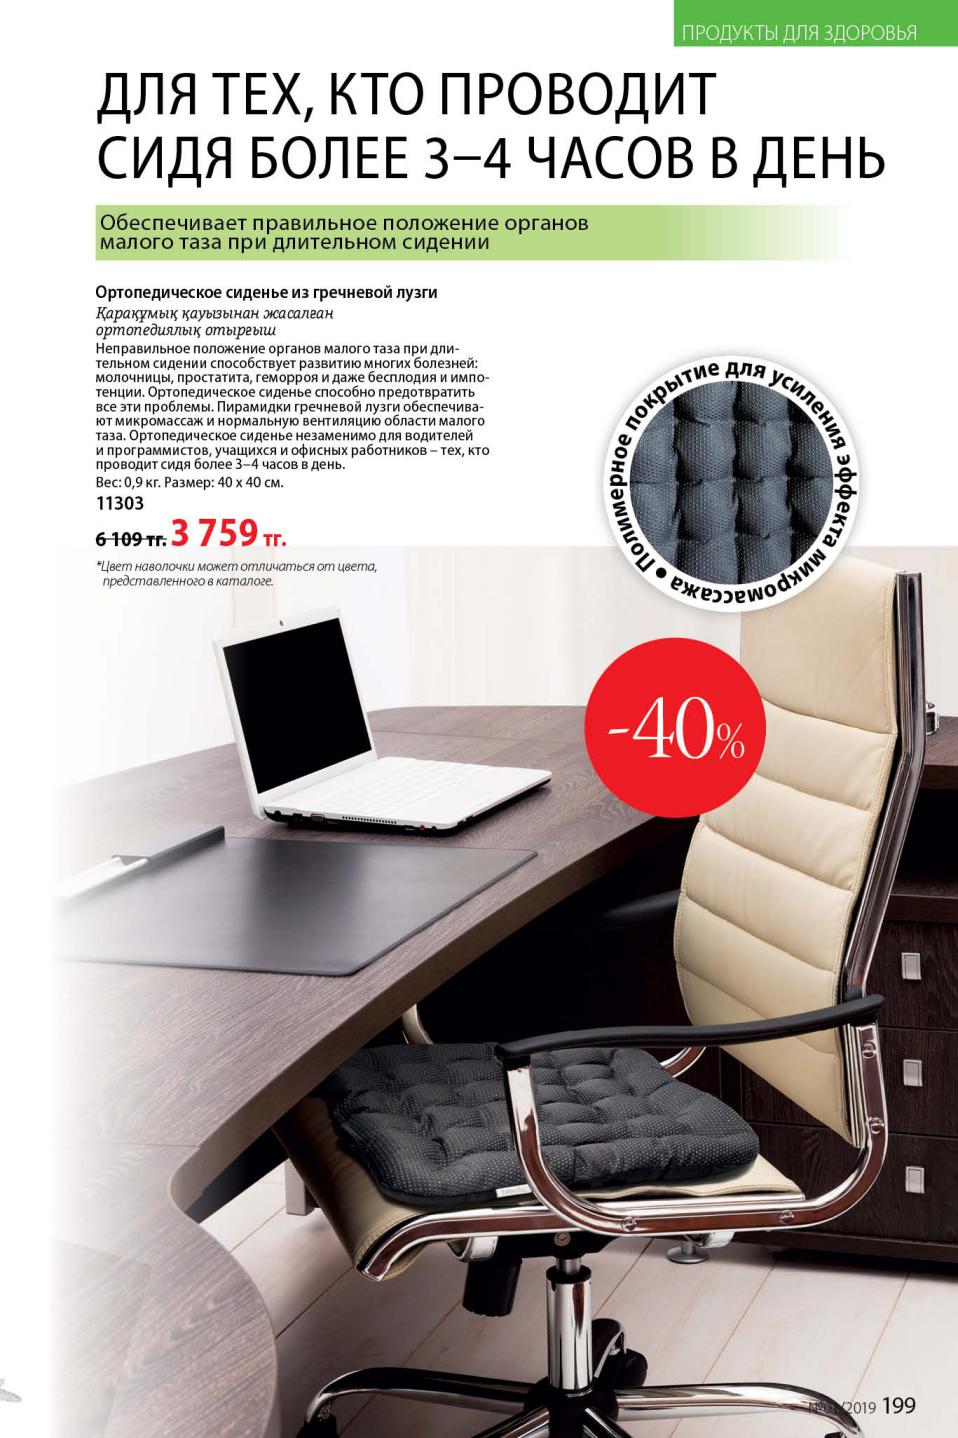 ПРОДУКТЫ ДЛЯ ЗДОРОВЬЯ
ДЛЯ ТЕХ, КТО ПРОВОДИТ
СИДЯ БОЛЕЕ 3–4 ЧАСОВ В ДЕНЬ
Обеспечивает правильное положение органов
малого таза при длительном сидении
Ортопедическое сиденье из гречневой лузги
Қарақұмық қауызынан жасалған
ортопедиялық отырғыш
Неправильное положение органов малого таза при дли-
тельном сидении способствует развитию многих болезней:
молочницы, простатита, геморроя и даже бесплодия и импо-
тенции. Ортопедическое сиденье способно предотвратить
все эти проблемы. Пирамидки гречневой лузги обеспечива-
ют микромассаж и нормальную вентиляцию области малого
таза. Ортопедическое сиденье незаменимо для водителей
и программистов, учащихся и офисных работников – тех, кто
проводит сидя более 3–4 часов в день.
Вес: 0,9 кг. Размер: 40 х 40 см.
11303
6 109 тг. 3 759 тг.
*Цвет наволочки может отличаться от цвета,
представленного в каталоге.
• Полимерное покрытие для усиления эффекта микромассажа
-40%
№01/2019 199